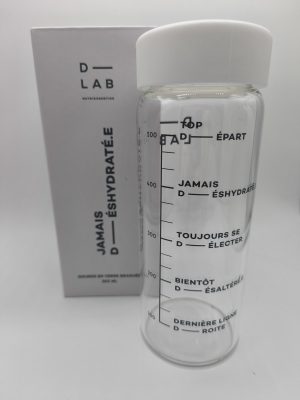 D—
LAB
NUTRICOSMETICS
JAMAIS
D—ÉSHYDRATÉ.E
TOP
D—ÉPART
500
JAMAIS
D—ÉSHYDRATÉ.E
400
TOUJOURS SE
D—ÉLECTER
300
BIENTÔT
D—ÉSALTÉRÉ.E
200
DERNIÈRE LIGNE
D—ROITE
100